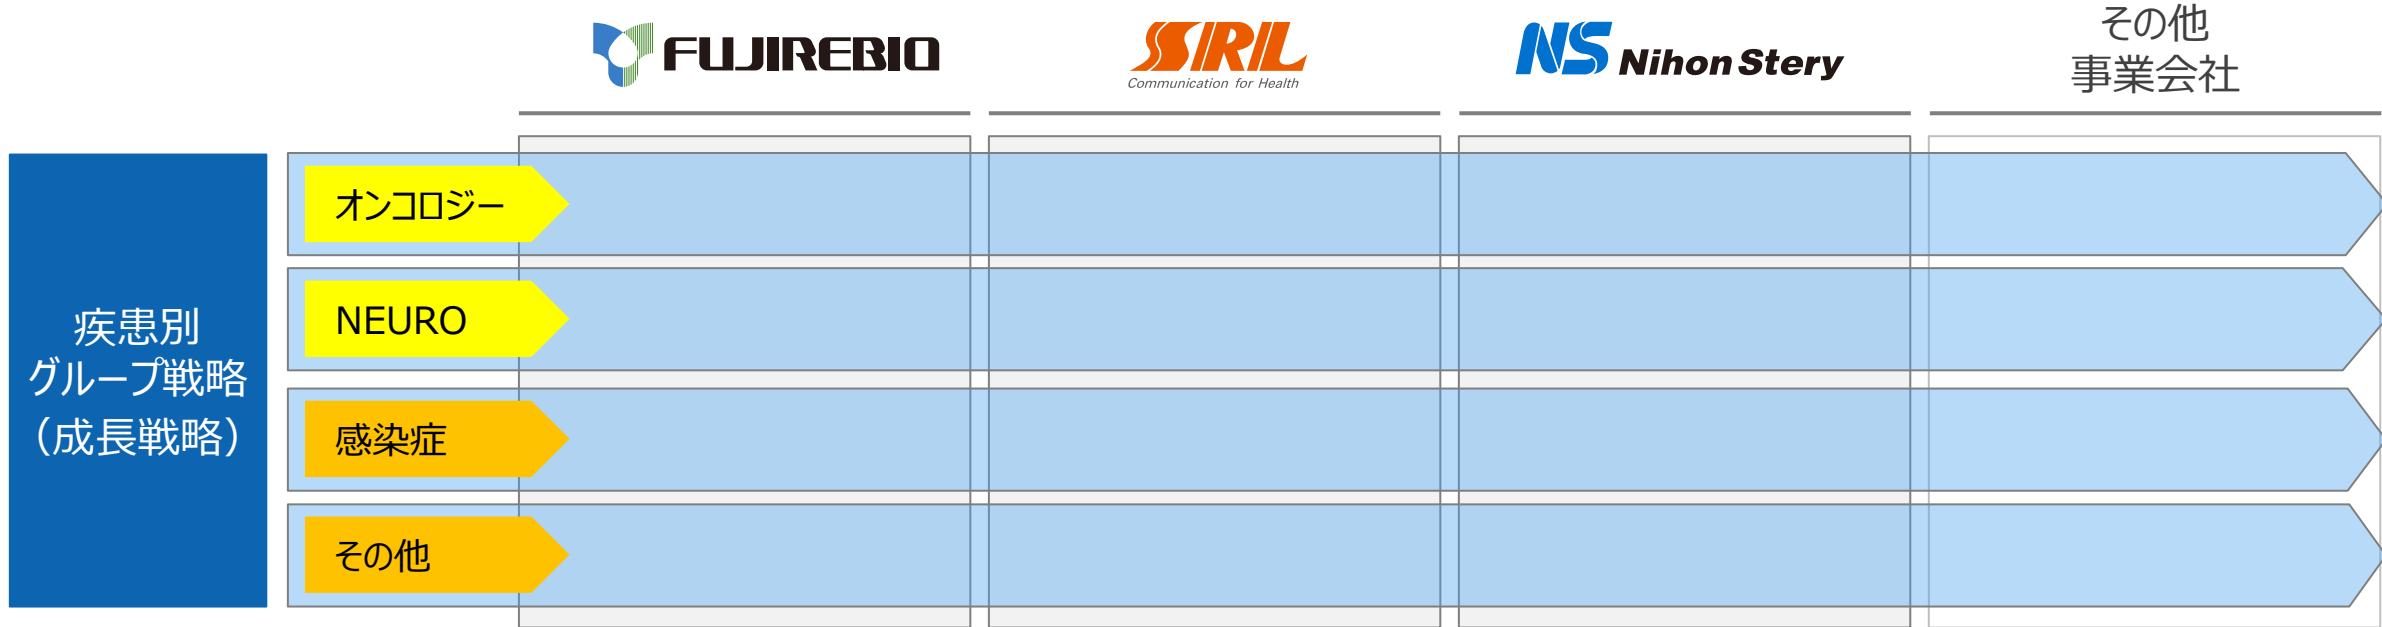 FUJIREBIO
SRL
Communication for Health
NS Nihon Stery
その他
事業会社
疾患別
グループ戦略
（成長戦略）
オンコロジー
NEURO
感染症
その他